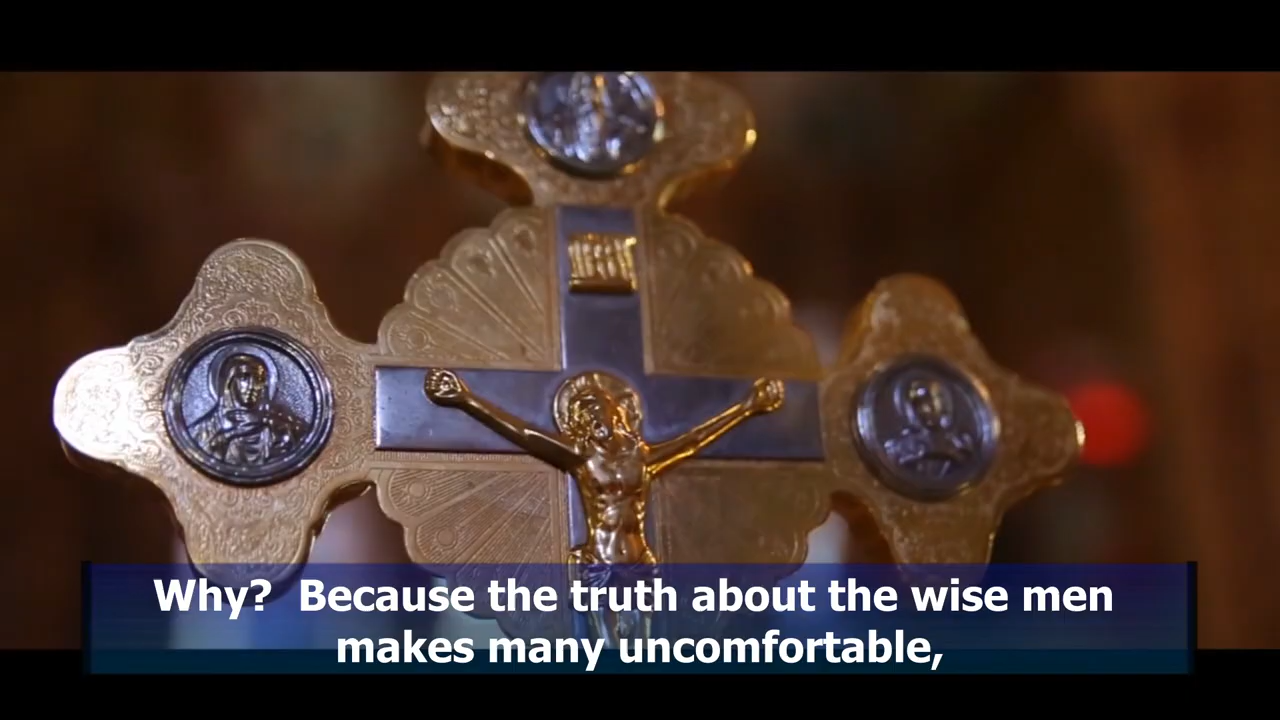 Why?  Because the truth about the wise men
makes many uncomfortable,